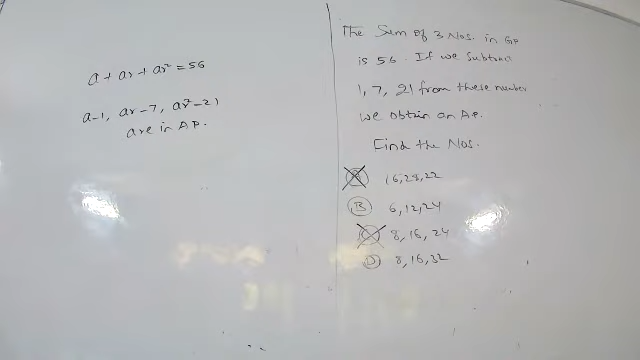 a + ar + ar² = 56
a-1, ar-7, ar²-21
are in A.P.
The Sum of 3 Nos. in GP
is 56. If we Subtract
1, 7, 21 from these number
we obtain an A.P.
Find the Nos.
A 16,28,22
B 6,12,24
C 8, 16, 24
D 8, 16, 32